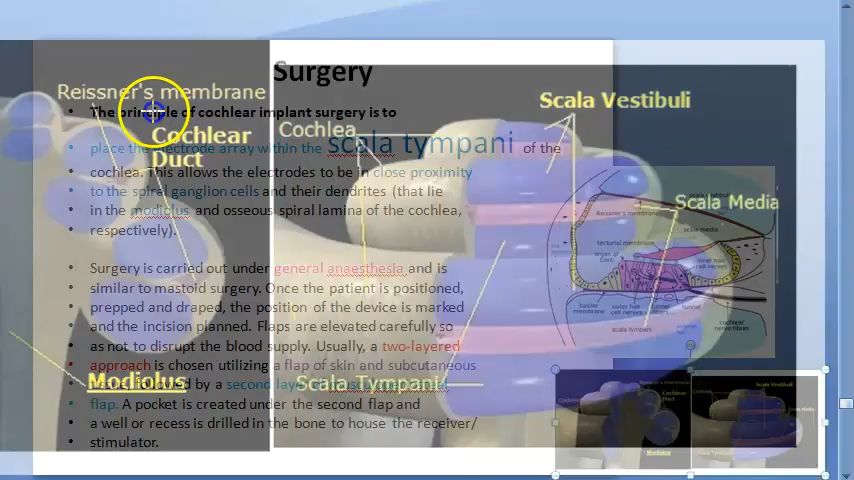 Surgery
Reissner's membrane
The principle of cochlear implant surgery is to
Scala Vestibuli
Cochlear
Duct
Cochlea
place the electrode array within the scala tympani of the
cochlea. This allows the electrodes to be in close proximity
to the spiral ganglion cells and their dendrites (that lie
in the modiolus and osseous spiral lamina of the cochlea,
respectively).
Scala Media
scala vestibuli
Reissner's membrane
scala media
tectorial membrane
organ of
Corti
inner hair
cell nerves
basilar
membrane
outer hair
cell nerves
tunnel
scala tympani
cochlear
nerve fibres
Surgery is carried out under general anaesthesia and is
similar to mastoid surgery. Once the patient is positioned,
prepped and draped, the position of the device is marked
and the incision planned. Flaps are elevated carefully so
as not to disrupt the blood supply. Usually, a two-layered
approach is chosen utilizing a flap of skin and subcutaneous
followed by a second
flap. A pocket is created under the second flap and
a well or recess is drilled in the bone to house the receiver/
stimulator.
Modiolus
Scala Tympani
Cochlear
Duct
Modiolus
Scala Vestibuli